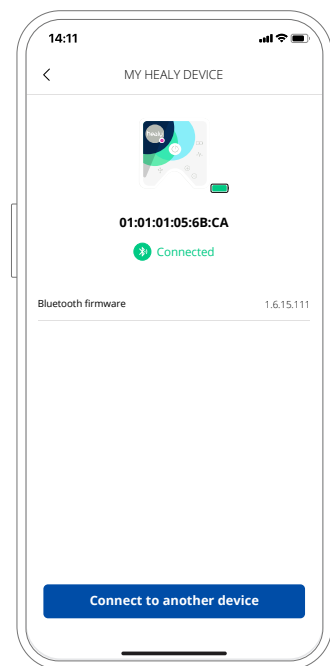 14:11
MY HEALY DEVICE
healy
01:01:01:05:6B:CA
Connected
Bluetooth firmware 1.6.15.111
Connect to another device